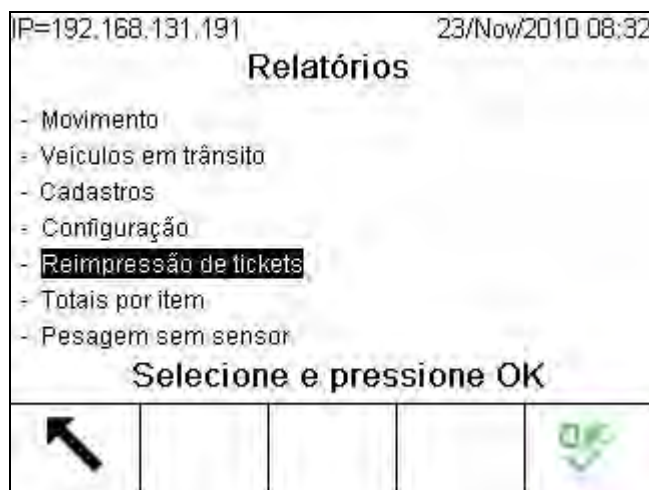 IP=192.168.131.191 23/Nov/2010 08:32
Relatórios
- Movimento
- Veículos em trânsito
- Cadastros
- Configuração
- Reimpressão de tickets
- Totais por item
- Pesagem sem sensor
Selecione e pressione OK
OK